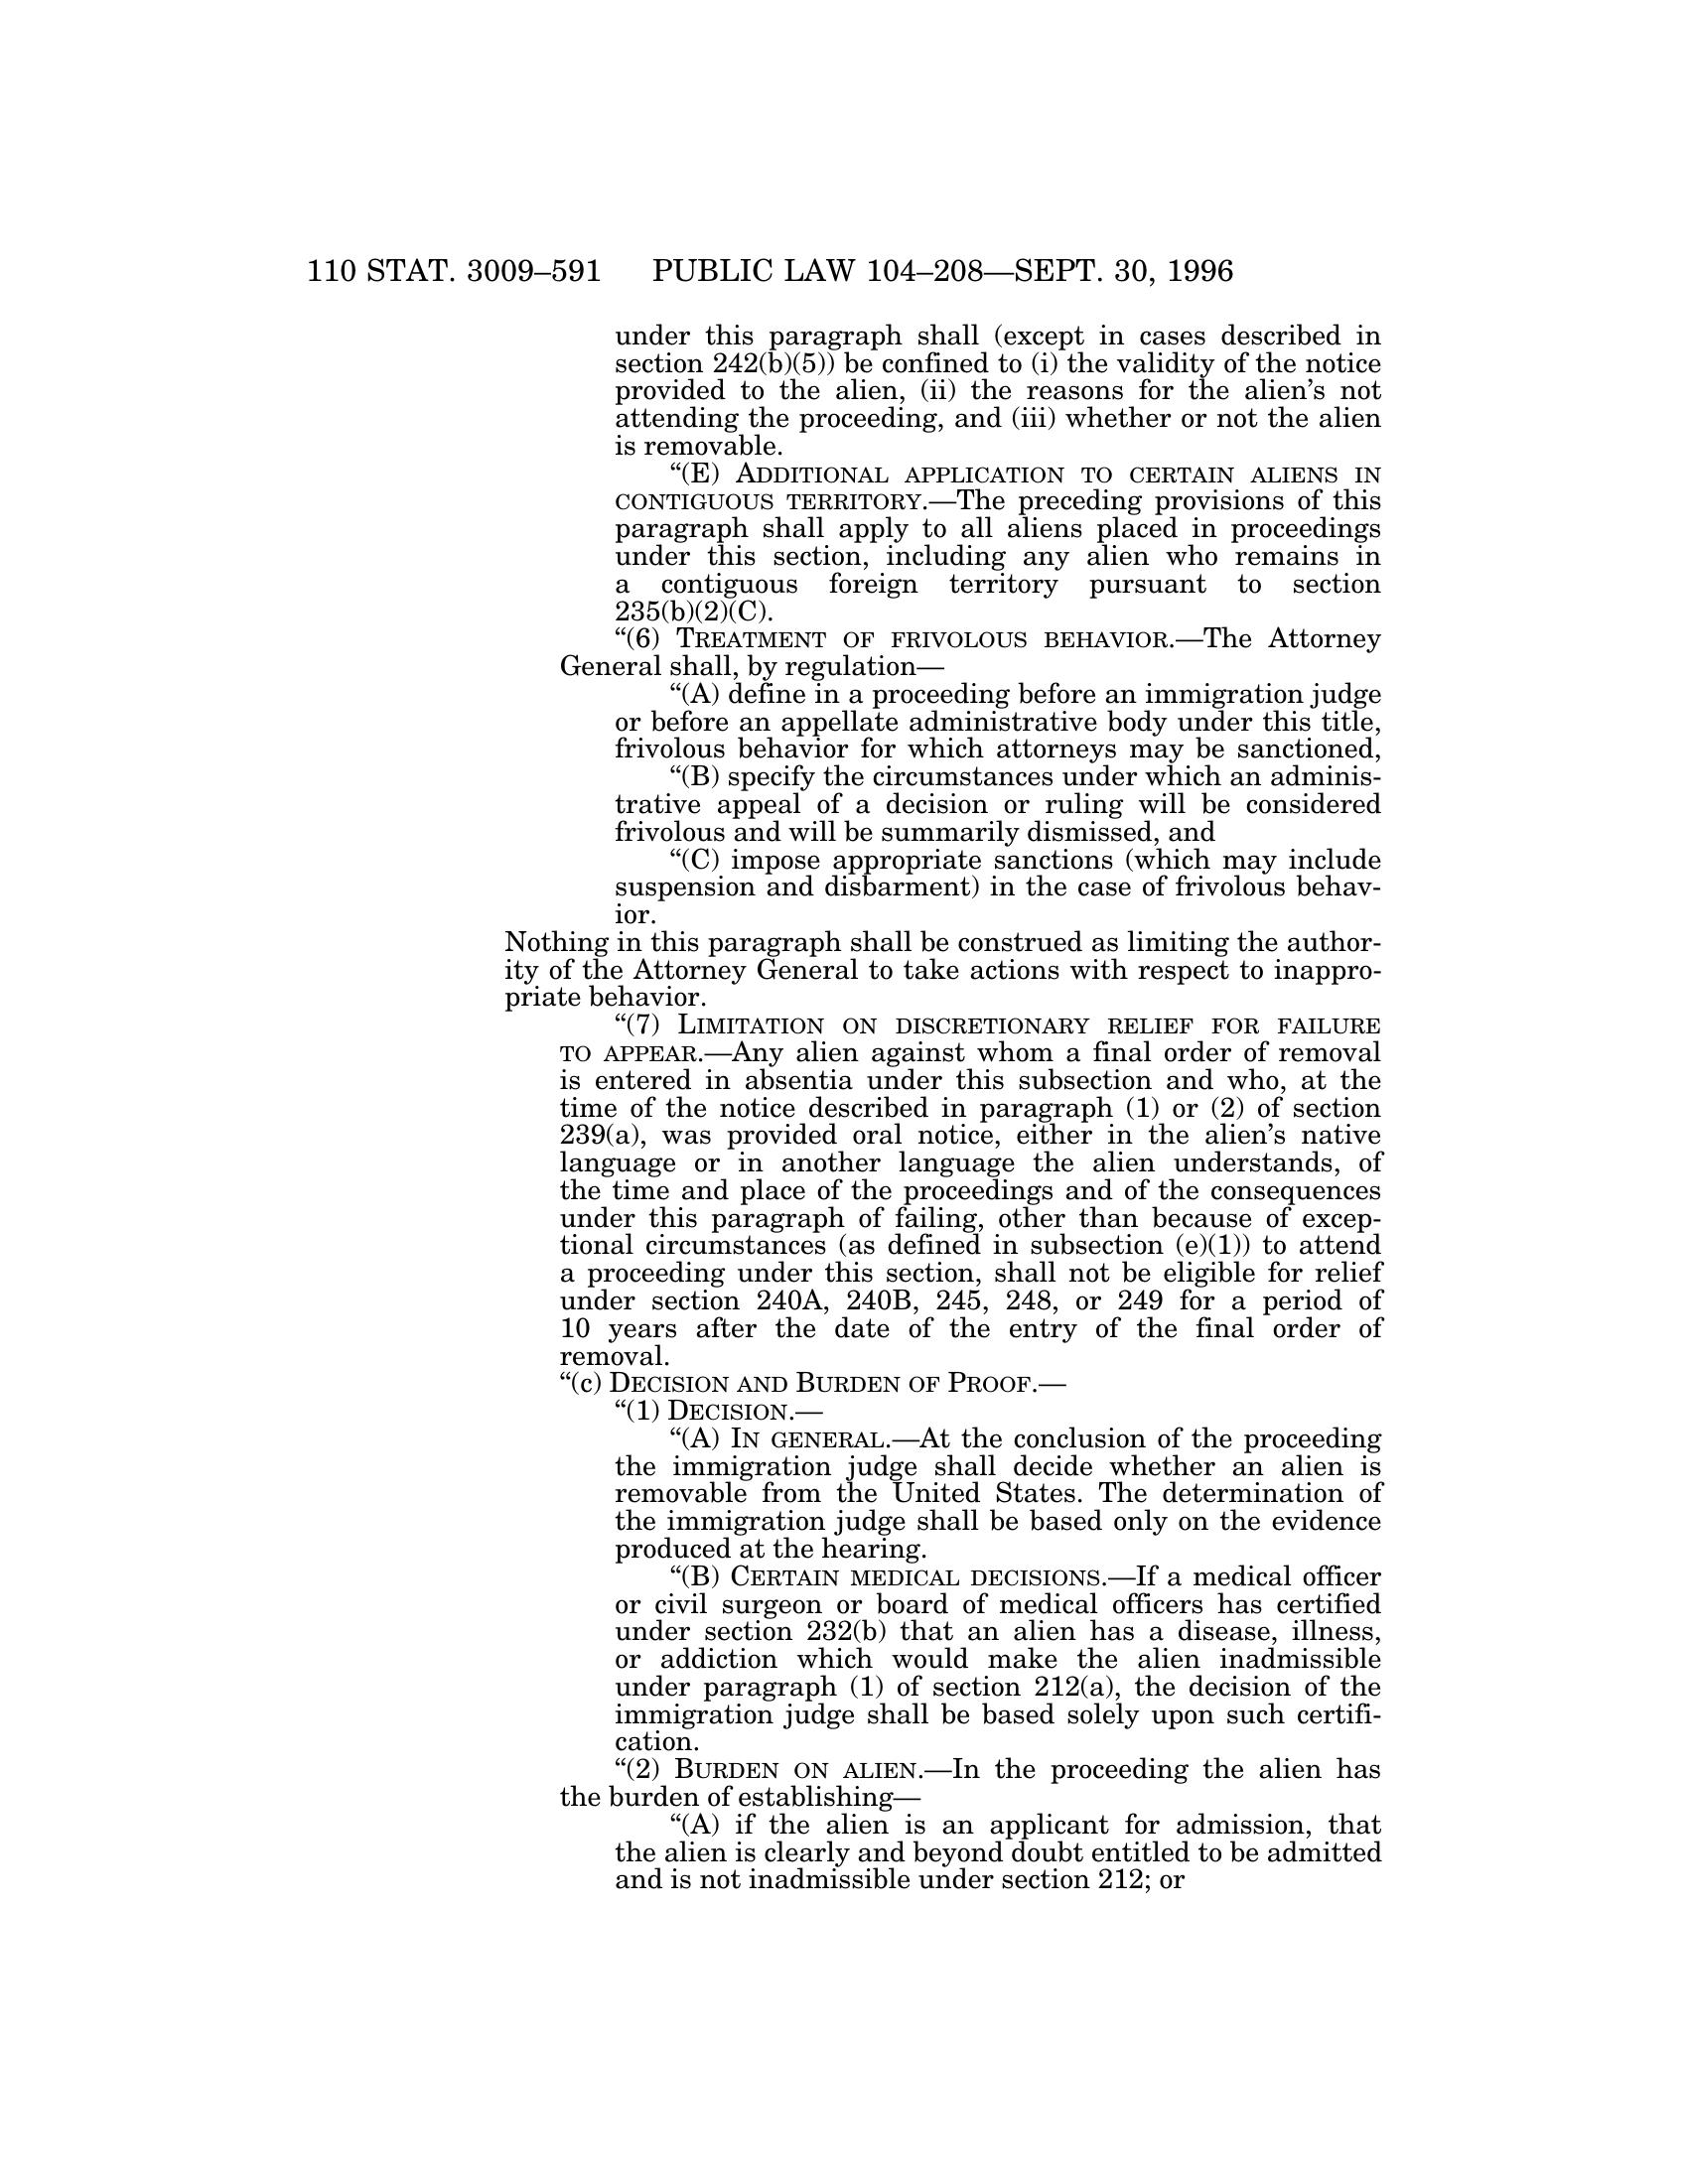 110 STAT. 3009–591 PUBLIC LAW 104–208—SEPT. 30, 1996
under this paragraph shall (except in cases described in
section 242(b)(5)) be confined to (i) the validity of the notice
provided to the alien, (ii) the reasons for the alien’s not
attending the proceeding, and (iii) whether or not the alien
is removable.
“(E) ADDITIONAL APPLICATION TO CERTAIN ALIENS IN
CONTIGUOUS TERRITORY.—The preceding provisions of this
paragraph shall apply to all aliens placed in proceedings
under this section, including any alien who remains in
a contiguous foreign territory pursuant to section
235(b)(2)(C).
“(6) TREATMENT OF FRIVOLOUS BEHAVIOR.—The Attorney
General shall, by regulation—
“(A) define in a proceeding before an immigration judge
or before an appellate administrative body under this title,
frivolous behavior for which attorneys may be sanctioned,
“(B) specify the circumstances under which an adminis-
trative appeal of a decision or ruling will be considered
frivolous and will be summarily dismissed, and
“(C) impose appropriate sanctions (which may include
suspension and disbarment) in the case of frivolous behav-
ior.
Nothing in this paragraph shall be construed as limiting the author-
ity of the Attorney General to take actions with respect to inappro-
priate behavior.
“(7) LIMITATION ON DISCRETIONARY RELIEF FOR FAILURE
TO APPEAR.—Any alien against whom a final order of removal
is entered in absentia under this subsection and who, at the
time of the notice described in paragraph (1) or (2) of section
239(a), was provided oral notice, either in the alien’s native
language or in another language the alien understands, of
the time and place of the proceedings and of the consequences
under this paragraph of failing, other than because of excep-
tional circumstances (as defined in subsection (e)(1)) to attend
a proceeding under this section, shall not be eligible for relief
under section 240A, 240B, 245, 248, or 249 for a period of
10 years after the date of the entry of the final order of
removal.
“(c) DECISION AND BURDEN OF PROOF.—
“(1) DECISION.—
“(A) IN GENERAL.—At the conclusion of the proceeding
the immigration judge shall decide whether an alien is
removable from the United States. The determination of
the immigration judge shall be based only on the evidence
produced at the hearing.
“(B) CERTAIN MEDICAL DECISIONS.—If a medical officer
or civil surgeon or board of medical officers has certified
under section 232(b) that an alien has a disease, illness,
or addiction which would make the alien inadmissible
under paragraph (1) of section 212(a), the decision of the
immigration judge shall be based solely upon such certifi-
cation.
“(2) BURDEN ON ALIEN.—In the proceeding the alien has
the burden of establishing—
“(A) if the alien is an applicant for admission, that
the alien is clearly and beyond doubt entitled to be admitted
and is not inadmissible under section 212; or